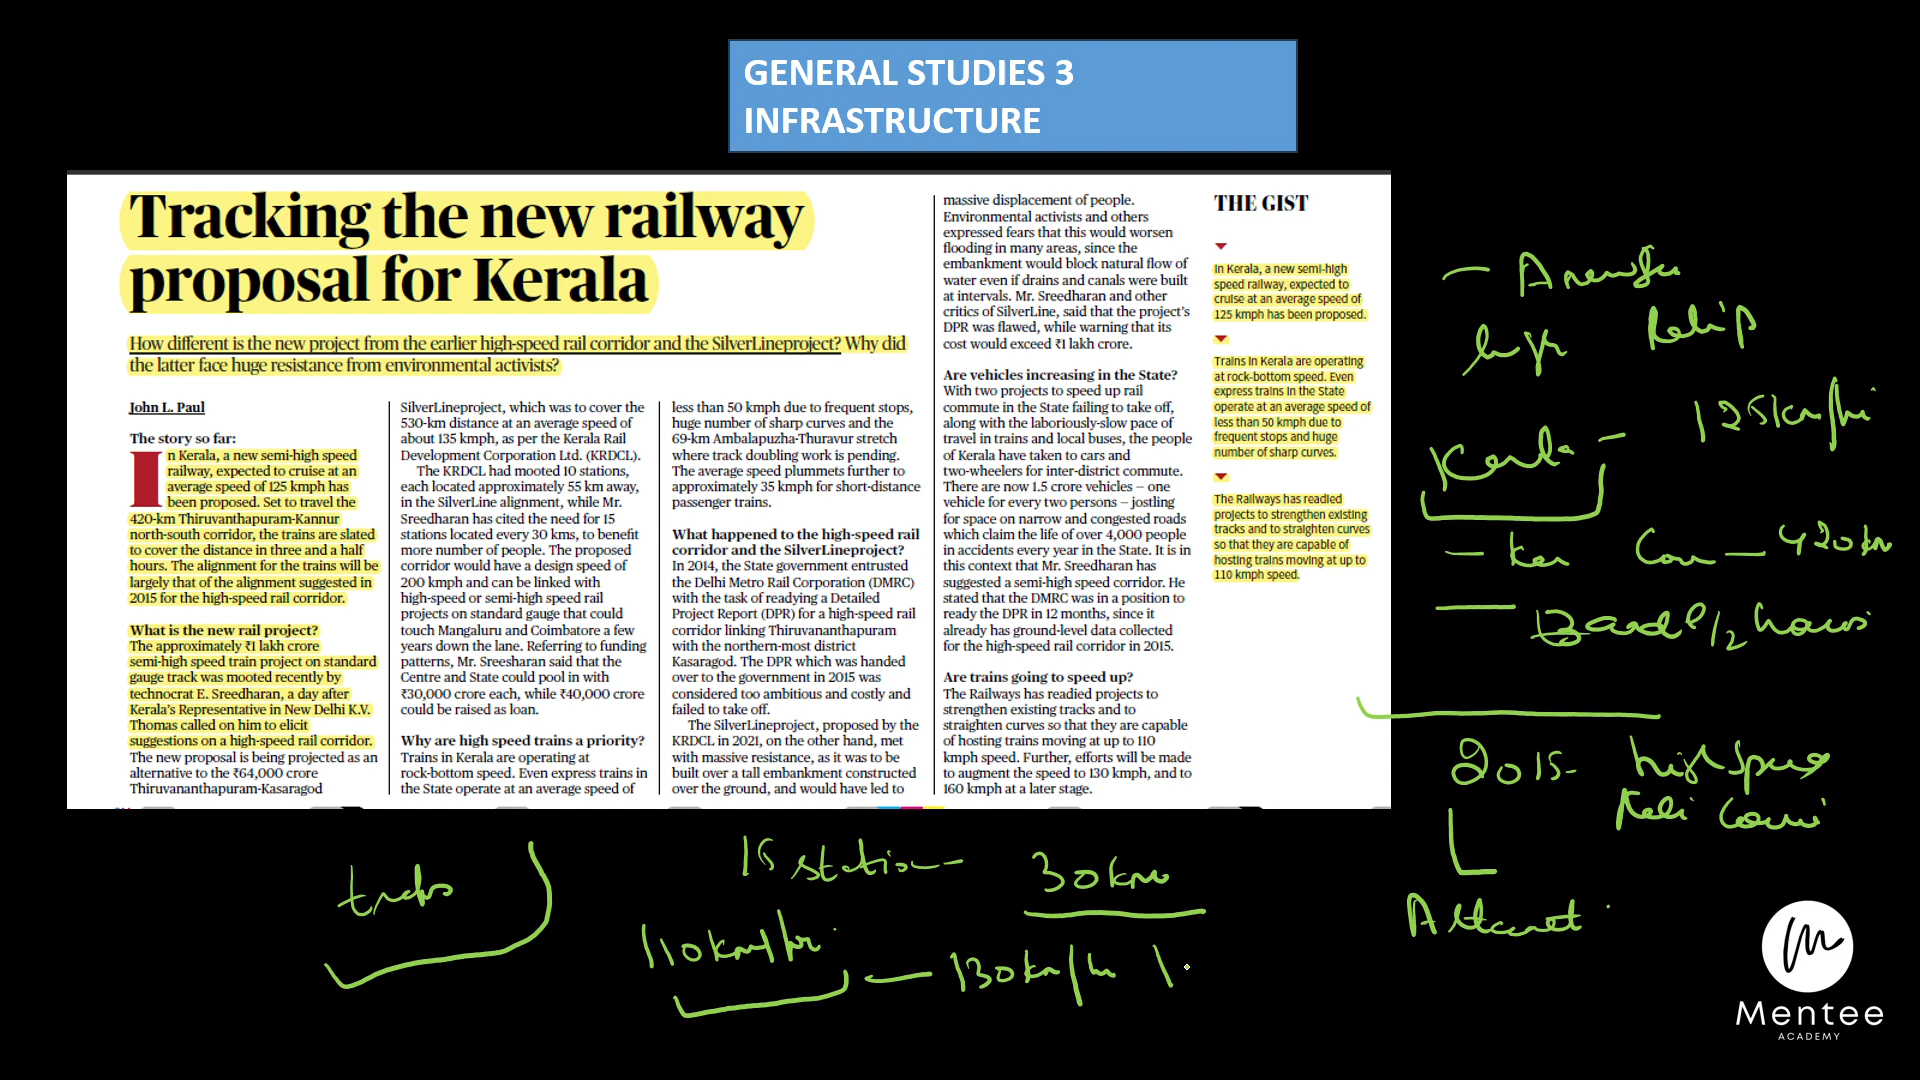 GENERAL STUDIES 3
INFRASTRUCTURE
Tracking the new railway
proposal for Kerala
How different is the new project from the earlier high-speed rail corridor and the SilverLineproject? Why did
the latter face huge resistance from environmental activists?
John L. Paul
The story so far:
In Kerala, a new semi-high speed
railway, expected to cruise at an
average speed of 125 kmph has
been proposed. Set to travel the
420-km Thiruvanthapuram-Kannur
north-south corridor, the trains are slated
to cover the distance in three and a half
hours. The alignment for the trains will be
largely that of the alignment suggested in
2015 for the high-speed rail corridor.
What is the new rail project?
The approximately ₹1 lakh crore
semi-high speed train project on standard
gauge track was mooted recently by
technocrat E. Sreedharan, a day after
Kerala's Representative in New Delhi K.V.
Thomas called on him to elicit
suggestions on a high-speed rail corridor.
The new proposal is being projected as an
alternative to the ₹64,000 crore
Thiruvananthapuram-Kasaragod
SilverLineproject, which was to cover the
530-km distance at an average speed of
about 135 kmph, as per the Kerala Rail
Development Corporation Ltd. (KRDCL).
The KRDCL had mooted 10 stations,
each located approximately 55 km away,
in the SilverLine alignment, while Mr.
Sreedharan has cited the need for 15
stations located every 30 kms, to benefit
more number of people. The proposed
corridor would have a design speed of
200 kmph and can be linked with
high-speed or semi-high speed rail
projects on standard gauge that could
touch Mangaluru and Coimbatore a few
years down the lane. Referring to funding
patterns, Mr. Sreesharan said that the
Centre and State could pool in with
₹30,000 crore each, while ₹40,000 crore
could be raised as loan.
Why are high speed trains a priority?
Trains in Kerala are operating at
rock-bottom speed. Even express trains in
the State operate at an average speed of
less than 50 kmph due to frequent stops,
huge number of sharp curves and the
69-km Ambalapuzha-Thuravur stretch
where track doubling work is pending.
The average speed plummets further to
approximately 35 kmph for short-distance
passenger trains.
What happened to the high-speed rail
corridor and the SilverLineproject?
In 2014, the State government entrusted
the Delhi Metro Rail Corporation (DMRC)
with the task of readying a Detailed
Project Report (DPR) for a high-speed rail
corridor linking Thiruvananthapuram
with the northern-most district
Kasaragod. The DPR which was handed
over to the government in 2015 was
considered too ambitious and costly and
failed to take off.
The SilverLineproject, proposed by the
KRDCL in 2021, on the other hand, met
with massive resistance, as it was to be
built over a tall embankment constructed
over the ground, and would have led to
massive displacement of people.
Environmental activists and others
expressed fears that this would worsen
flooding in many areas, since the
embankment would block natural flow of
water even if drains and canals were built
at intervals. Mr. Sreedharan and other
critics of SilverLine, said that the project's
DPR was flawed, while warning that its
cost would exceed ₹1 lakh crore.
Are vehicles increasing in the State?
With two projects to speed up rail
commute in the State failing to take off,
along with the laboriously-slow pace of
travel in trains and local buses, the people
of Kerala have taken to cars and
two-wheelers for inter-district commute.
There are now 1.5 crore vehicles – one
vehicle for every two persons – jostling
for space on narrow and congested roads
which claim the life of over 4,000 people
in accidents every year in the State. It is in
this context that Mr. Sreedharan has
suggested a semi-high speed corridor. He
stated that the DMRC was in a position to
ready the DPR in 12 months, since it
already has ground-level data collected
for the high-speed rail corridor in 2015.
Are trains going to speed up?
The Railways has readied projects to
strengthen existing tracks and to
straighten curves so that they are capable
of hosting trains moving at up to 110
kmph speed. Further, efforts will be made
to augment the speed to 130 kmph, and to
160 kmph at a later stage.
THE GIST
In Kerala, a new semi-high
speed railway, expected to
cruise at an average speed of
125 kmph has been proposed.
Trains in Kerala are operating
at rock-bottom speed. Even
express trains in the State
operate at an average speed of
less than 50 kmph due to
frequent stops and huge
number of sharp curves.
The Railways has readied
projects to strengthen existing
tracks and to straighten curves
so that they are capable of
hosting trains moving at up to
110 kmph speed.
high
125km/hr
Kerala –
– 420km
hours
2015- high speed
15 station – 30km
110km/hr – 130km/hr
Mentee
ACADEMY